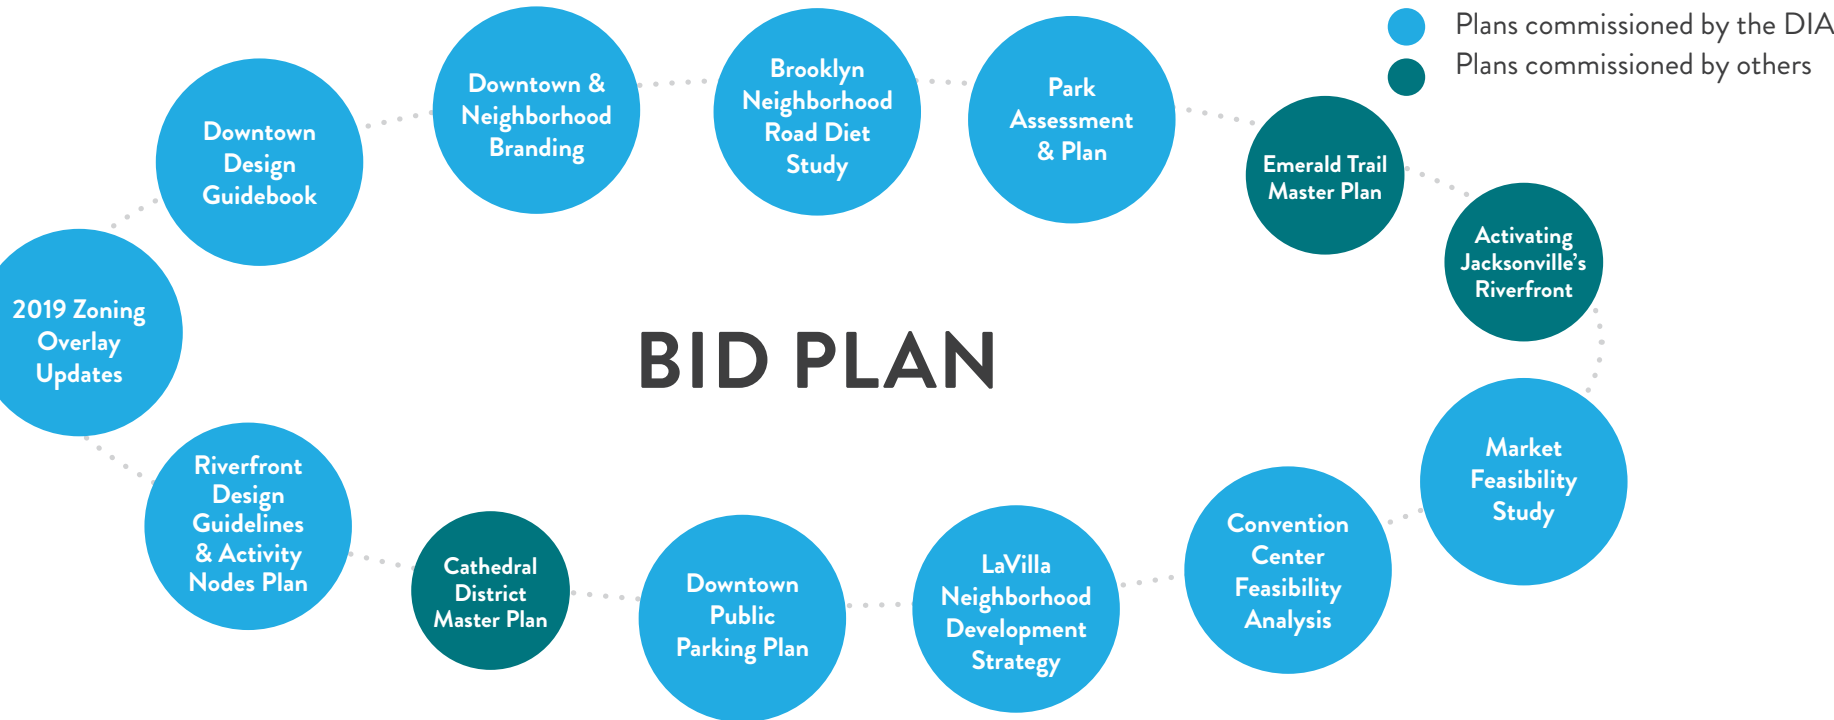 Plans commissioned by the DIA
Plans commissioned by others
Downtown
Design
Guidebook
Downtown &
Neighborhood
Branding
Brooklyn
Neighborhood
Road Diet
Study
Park
Assessment
& Plan
Emerald Trail
Master Plan
Activating
Jacksonville's
Riverfront
2019 Zoning
Overlay
Updates
BID PLAN
Market
Feasibility
Study
Riverfront
Design
Guidelines
& Activity
Nodes Plan
Cathedral
District
Master Plan
Downtown
Public
Parking Plan
LaVilla
Neighborhood
Development
Strategy
Convention
Center
Feasibility
Analysis